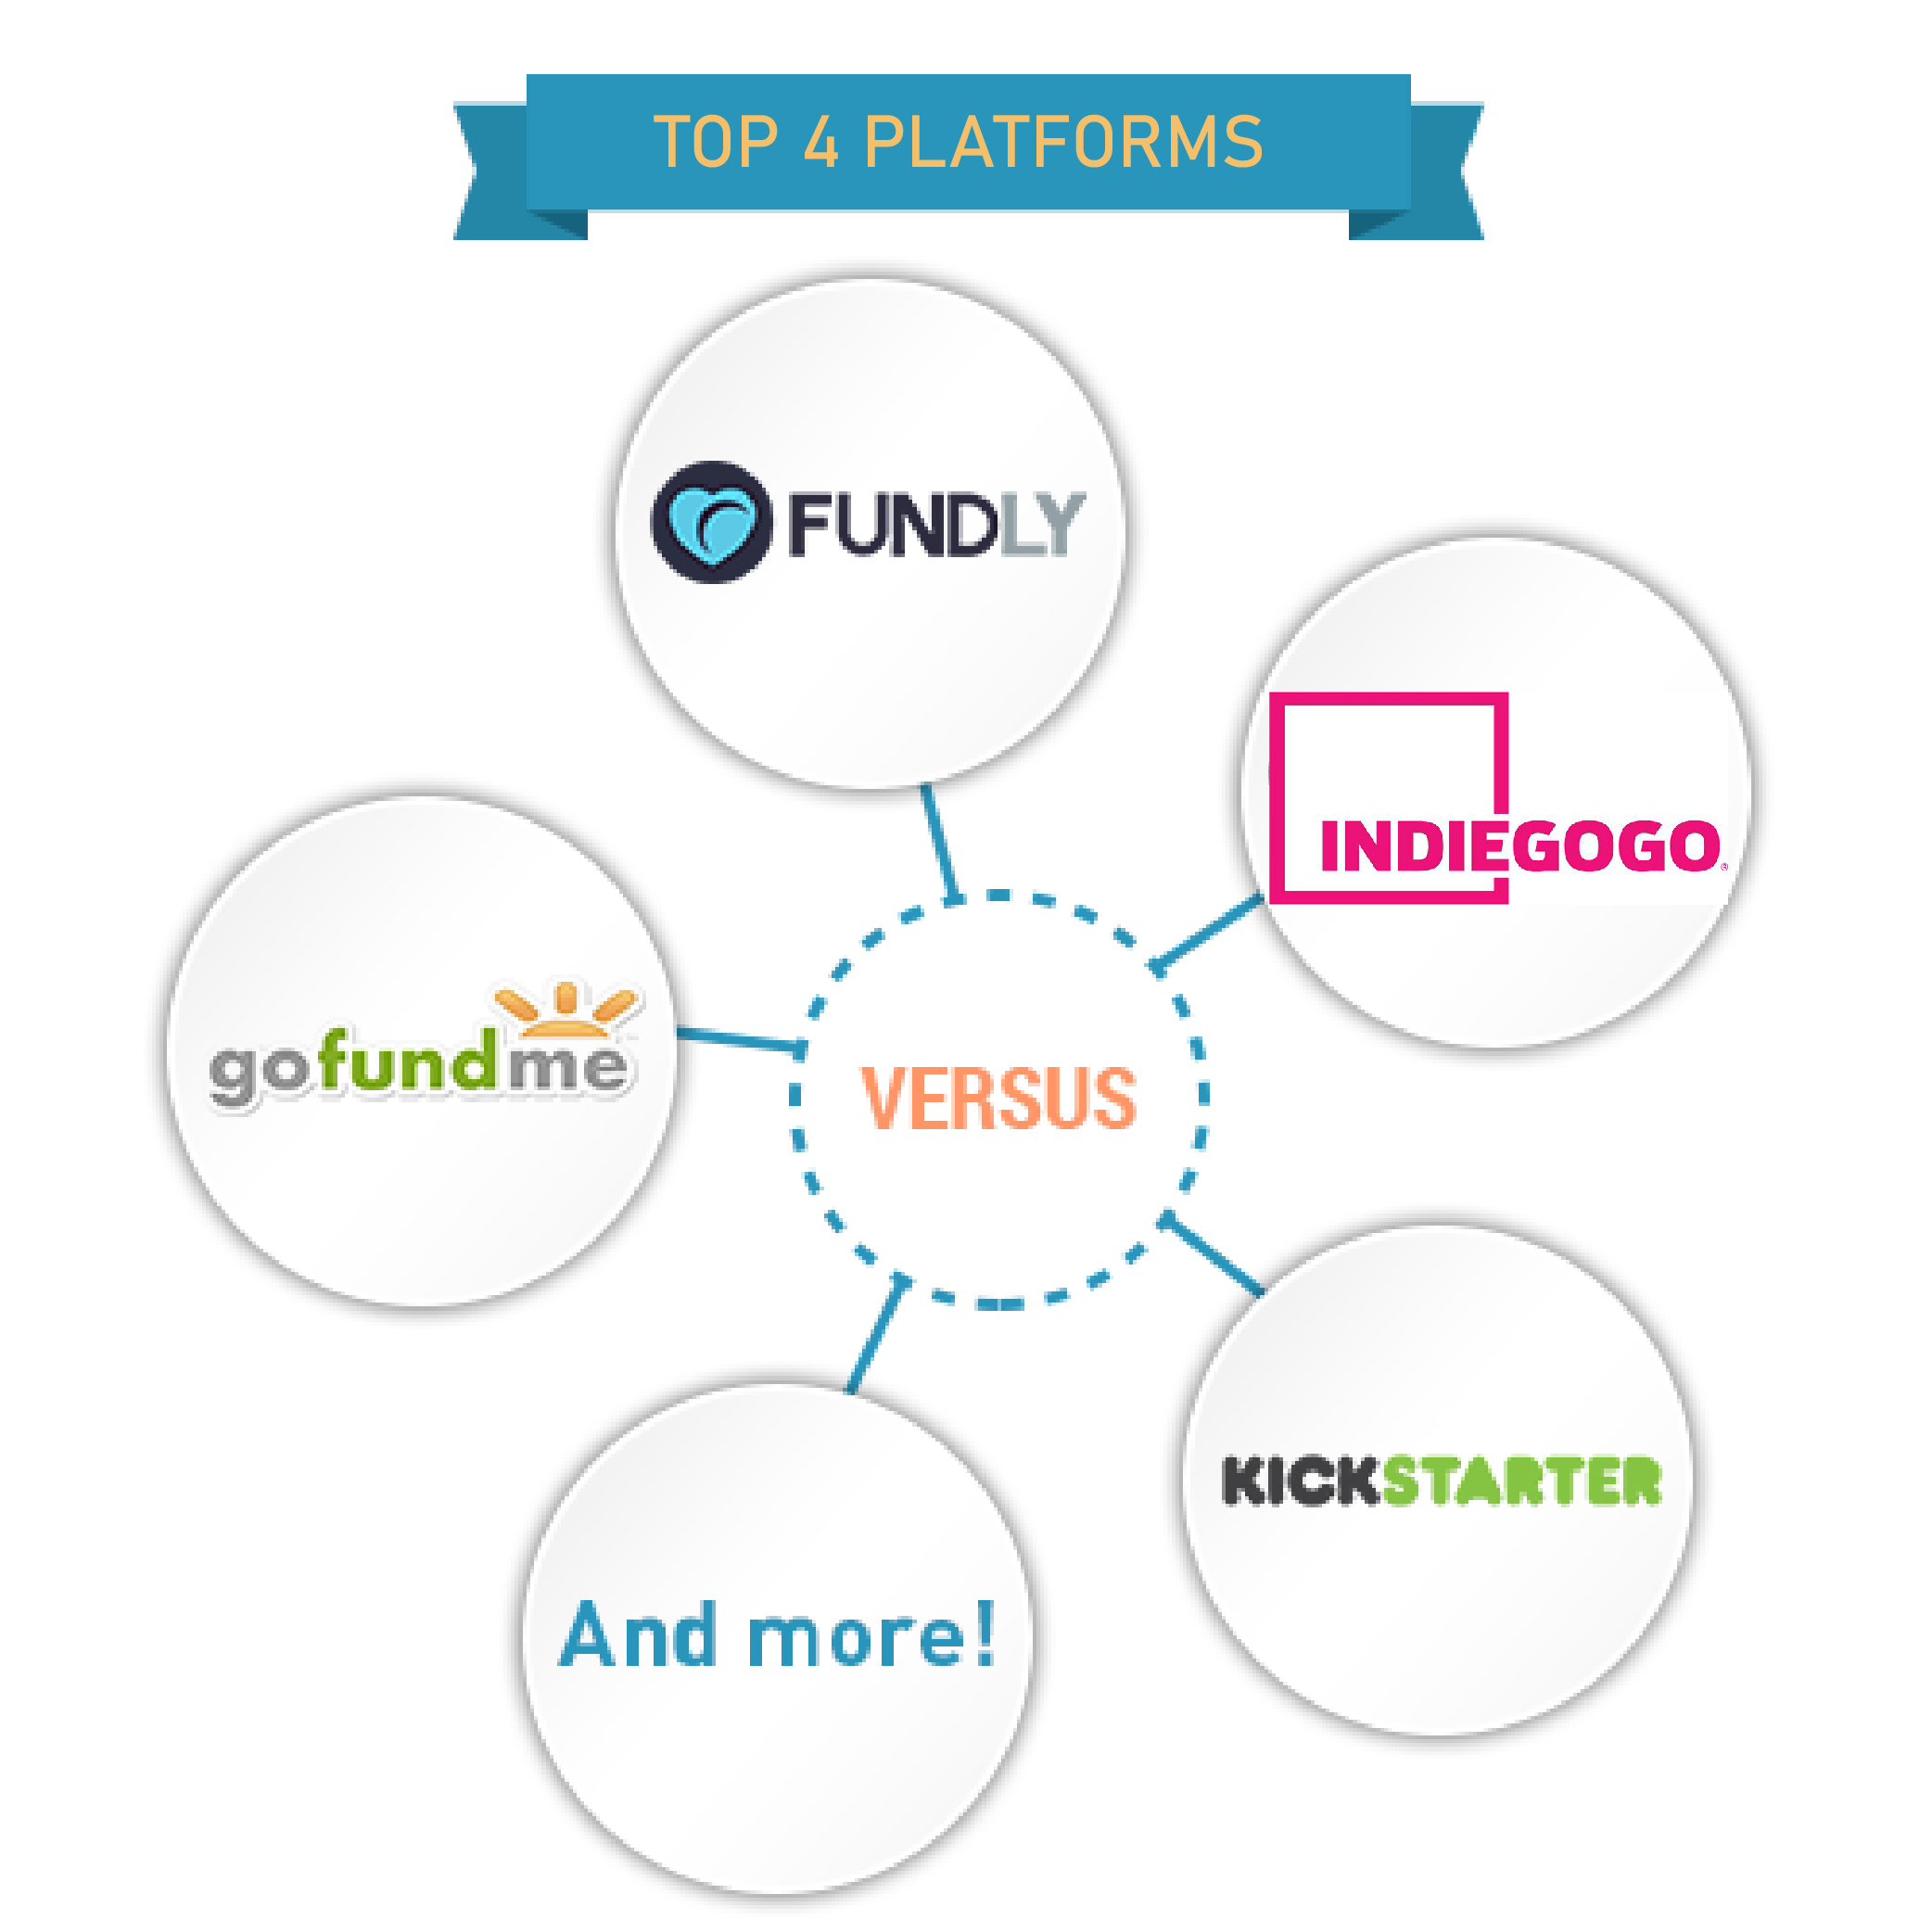 TOP 4 PLATFORMS
FUNDLY
INDIEGOGO®
gofundme
VERSUS
KICKSTARTER
And more!